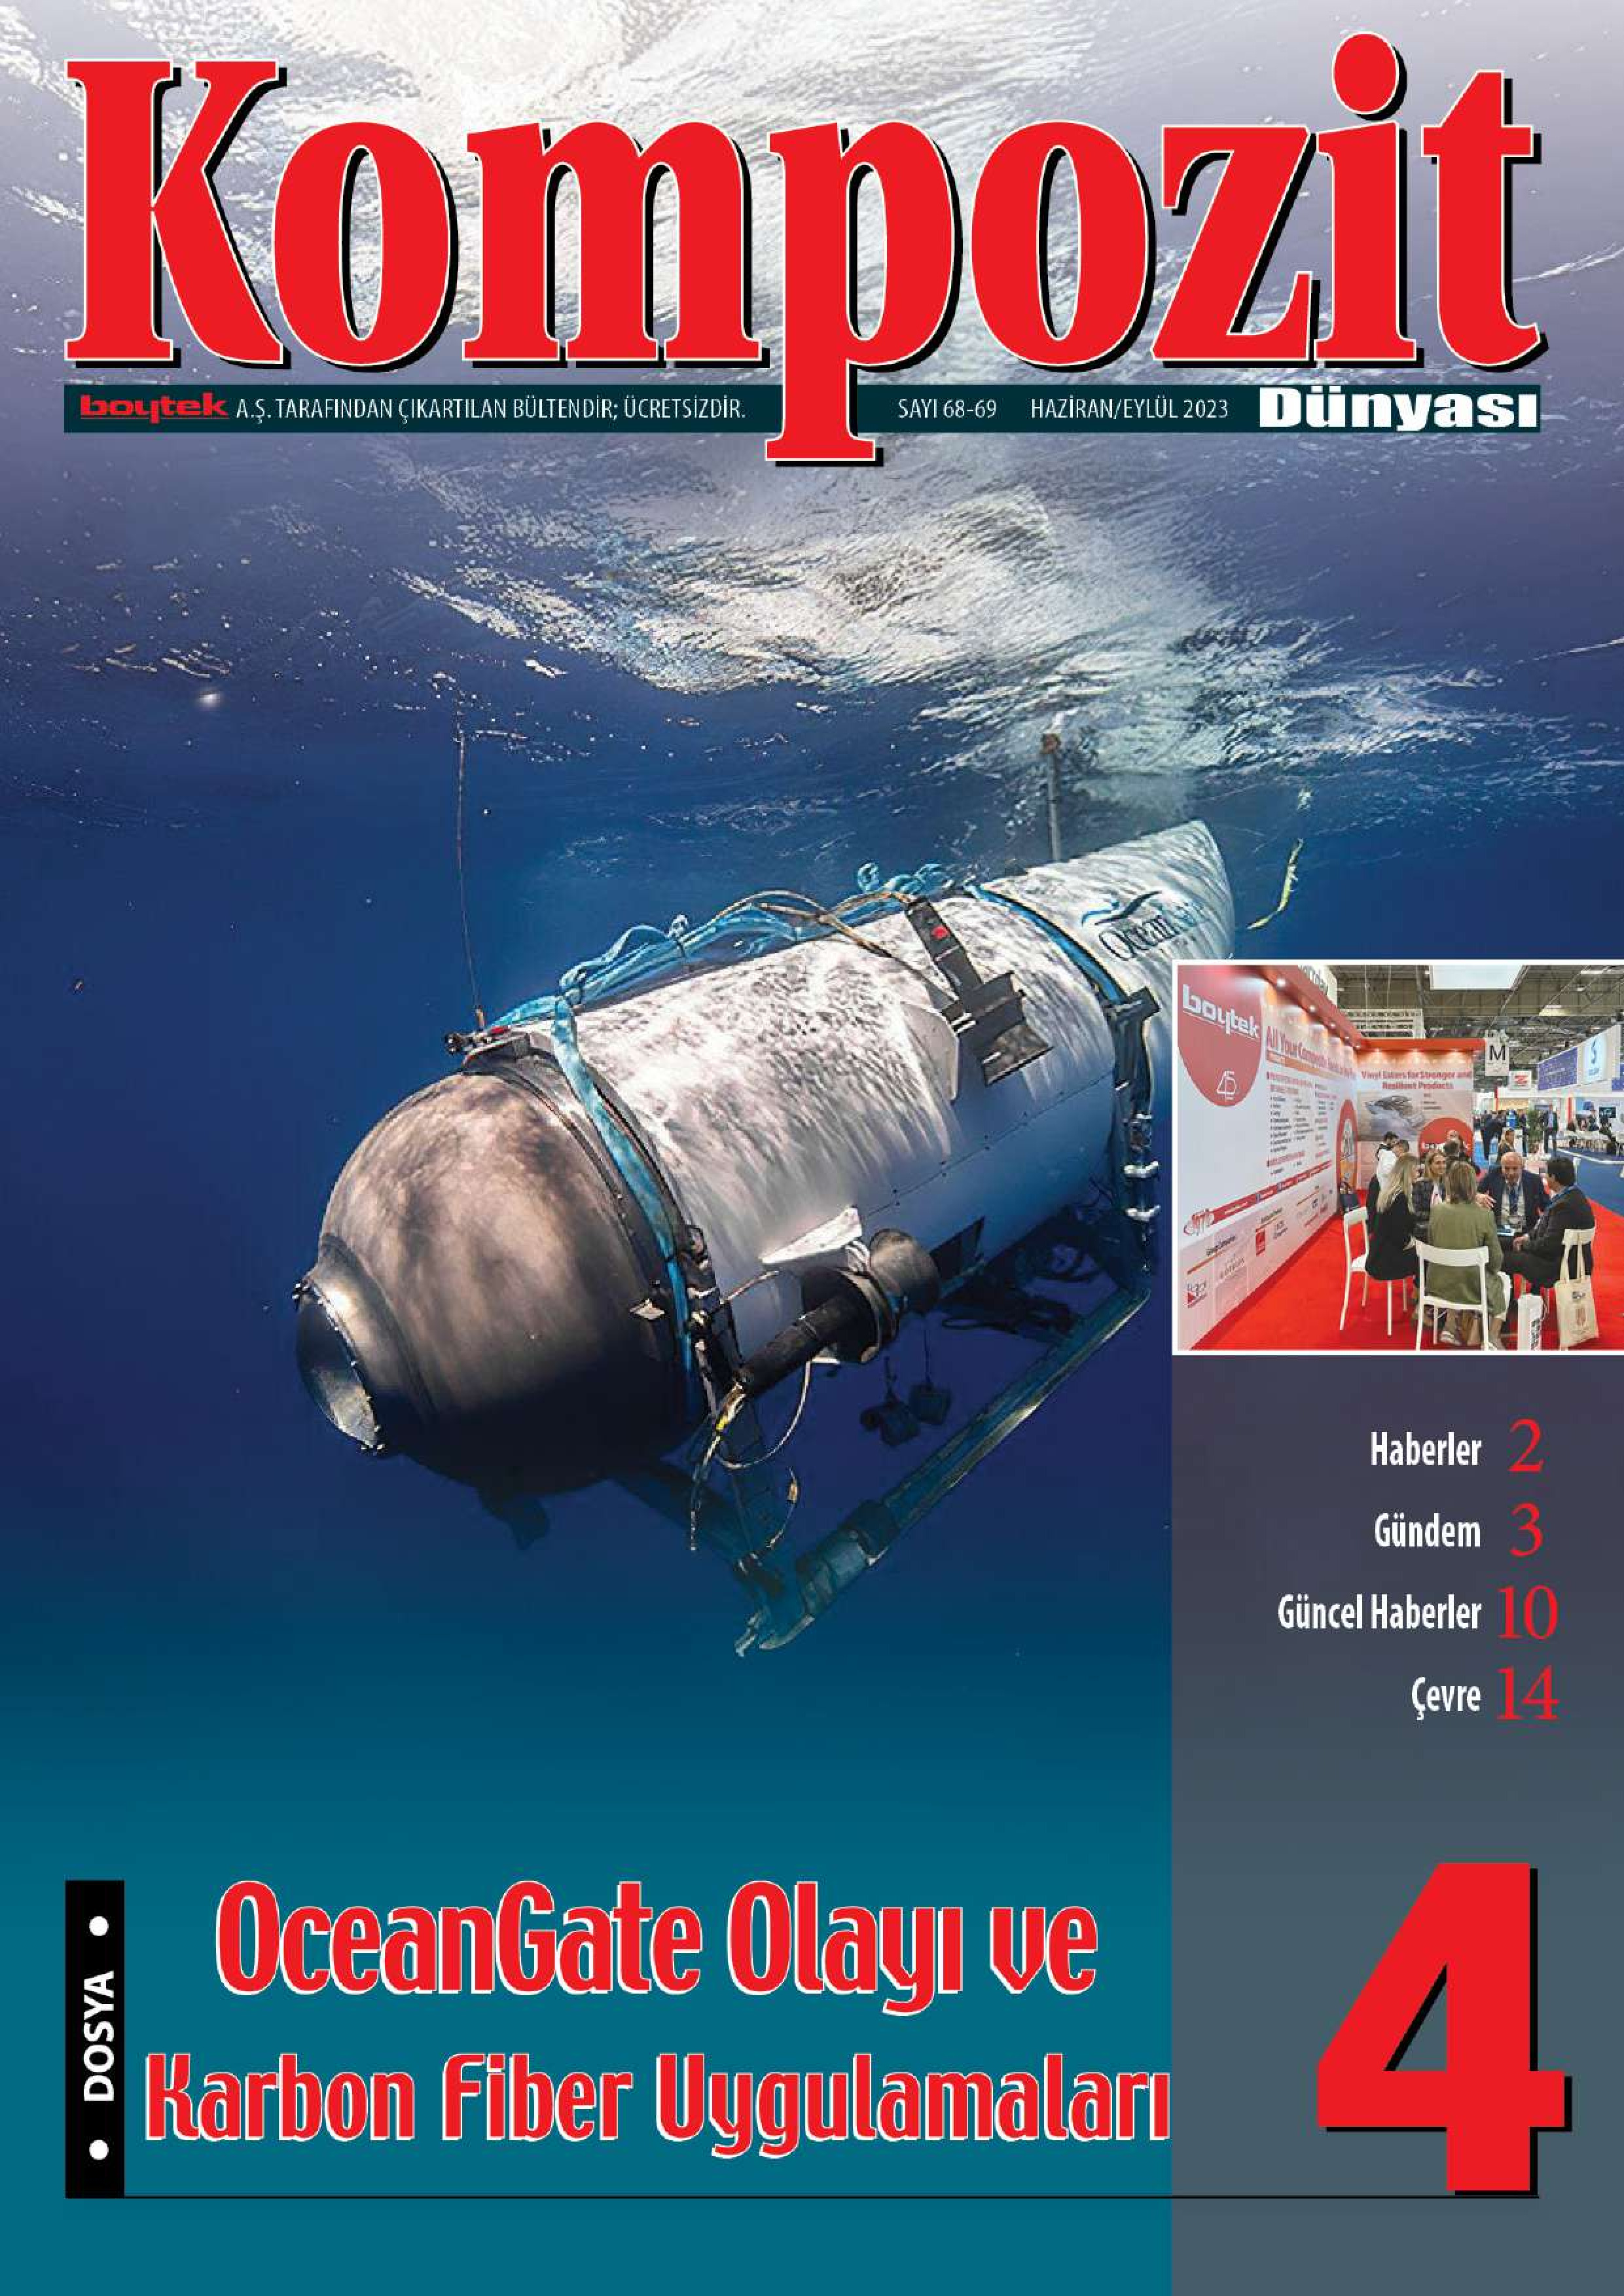 Kompozit
boytek A.Ş. TARAFINDAN ÇIKARTILAN BÜLTENDİR; ÜCRETSİZDİR.
SAYI 68-69 HAZİRAN/EYLÜL 2023
Dünyası
boytek
45
Vinyl Esters for Stronger and
Resilient Products
M
Haberler 2
Gündem 3
Güncel Haberler 10
Çevre 14
• DOSYA •
OceanGate Olayı ve
Karbon Fiber Uygulamaları
4